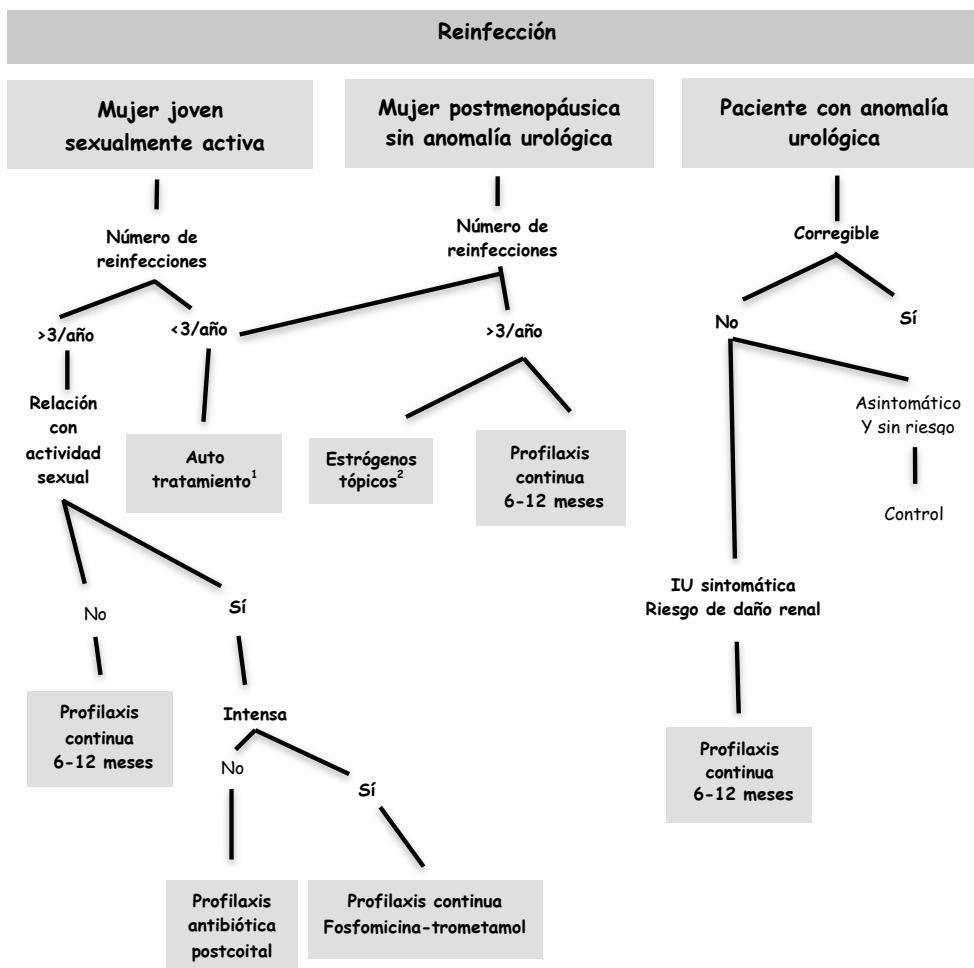 Reinfección
Mujer joven
sexualmente activa
Mujer postmenopáusica
sin anomalía urológica
Paciente con anomalía
urológica
Número de
reinfecciones
Número de
reinfecciones
Corregible
>3/año
<3/año
>3/año
No
Sí
Relación
con
actividad
sexual
Auto
tratamiento¹
Estrógenos
tópicos²
Profilaxis
continua
6-12 meses
Asintomático
Y sin riesgo
Control
No
Sí
IU sintomática
Riesgo de daño renal
Profilaxis
continua
6-12 meses
Intensa
No
Sí
Profilaxis
continua
6-12 meses
Profilaxis
antibiótica
postcoital
Profilaxis continua
Fosfomicina-trometamol